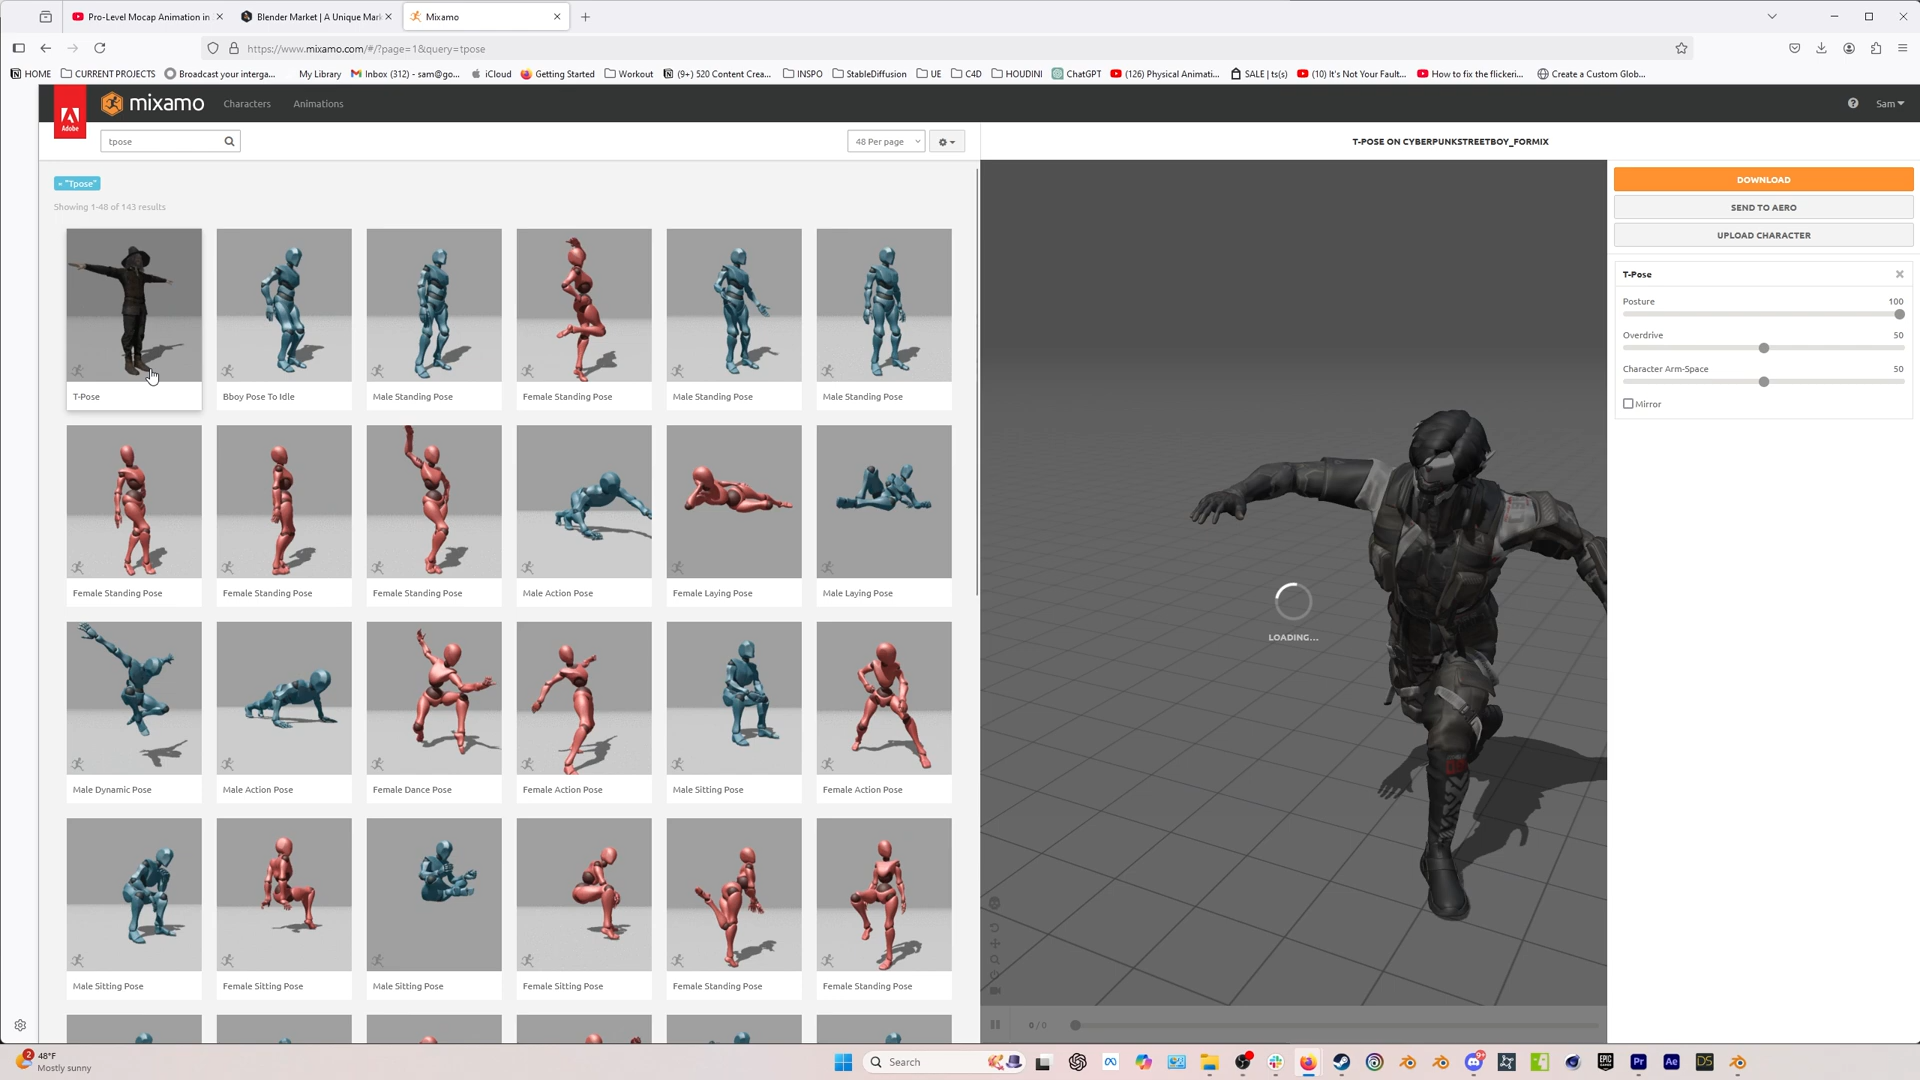 Pro-Level Mocap Animation in
Blender Market | A Unique Mar
Mixamo
https://www.mixamo.com/#/?page=1&query=tpose
HOME
CURRENT PROJECTS
Broadcast your interga...
My Library
Inbox (312) - sam@go...
iCloud
Getting Started
Workout
(9+) 520 Content Crea...
INSPO
StableDiffusion
UE
C4D
HOUDINI
ChatGPT
(126) Physical Animati...
SALE | ts(s)
(10) It's Not Your Fault...
How to fix the flickeri...
Create a Custom Glob...
Adobe
mixamo
Characters
Animations
Sam
tpose
48 Per page
T-POSE ON CYBERPUNKSTREETBOY_FORMIX
"Tpose"
Showing 1-48 of 143 results
T-Pose
Bboy Pose To Idle
Male Standing Pose
Female Standing Pose
Male Standing Pose
Male Standing Pose
Female Standing Pose
Female Standing Pose
Female Standing Pose
Male Action Pose
Female Laying Pose
Male Laying Pose
Male Dynamic Pose
Male Action Pose
Female Dance Pose
Female Action Pose
Male Sitting Pose
Female Action Pose
Male Sitting Pose
Female Sitting Pose
Male Sitting Pose
Female Sitting Pose
Female Standing Pose
Female Standing Pose
LOADING...
0 / 0
DOWNLOAD
SEND TO AERO
UPLOAD CHARACTER
T-Pose
Posture 100
Overdrive 50
Character Arm-Space 50
Mirror
2
48°F
Mostly sunny
Search
9+
EPIC
Pr
Ae
DS